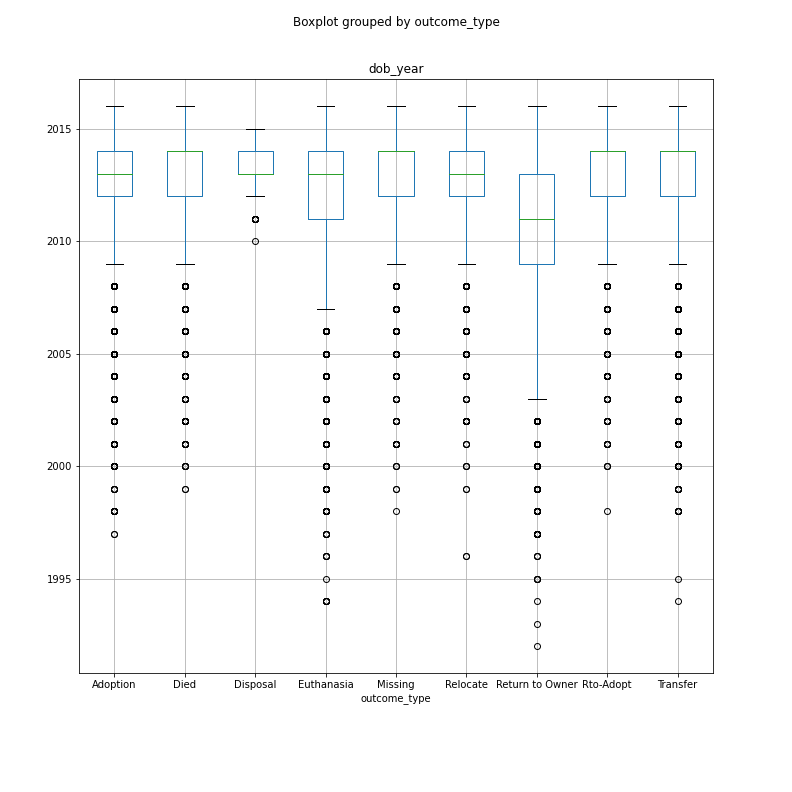 Boxplot grouped by outcome_type
dob_year
2015
2010
2005
2000
1995
Adoption Died Disposal Euthanasia Missing Relocate Return to Owner Rto-Adopt Transfer
outcome_type